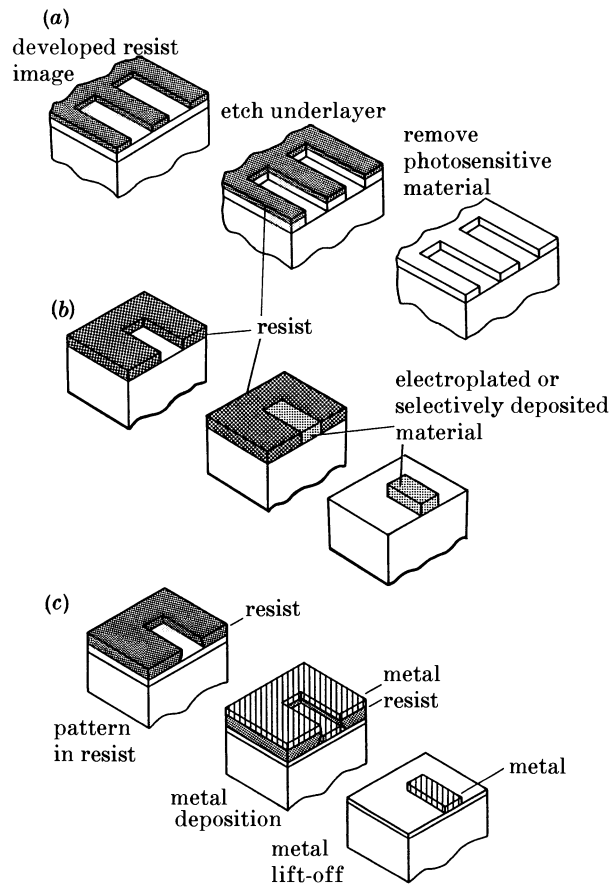 (a)
developed resist
image
etch underlayer
remove
photosensitive
material
(b)
resist
electroplated or
selectively deposited
material
(c)
resist
pattern
in resist
metal
resist
metal
deposition
metal
metal
lift-off